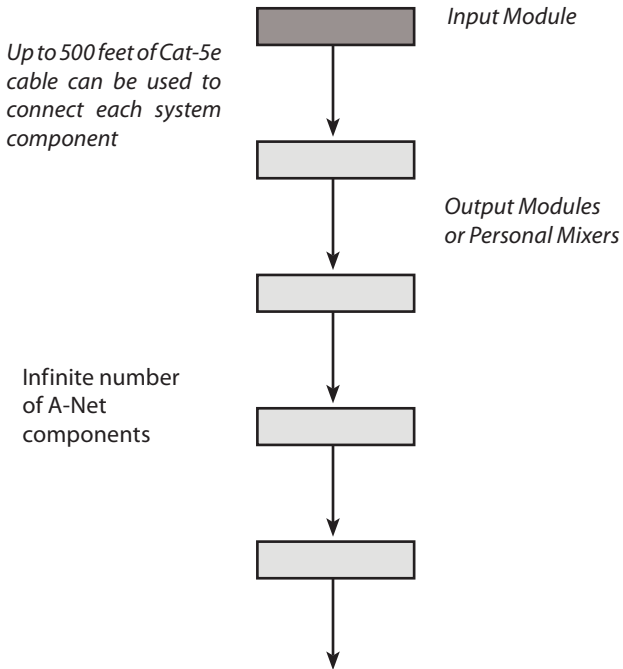 Input Module
Up to 500 feet of Cat-5e
cable can be used to
connect each system
component
Output Modules
or Personal Mixers
Infinite number
of A-Net
components